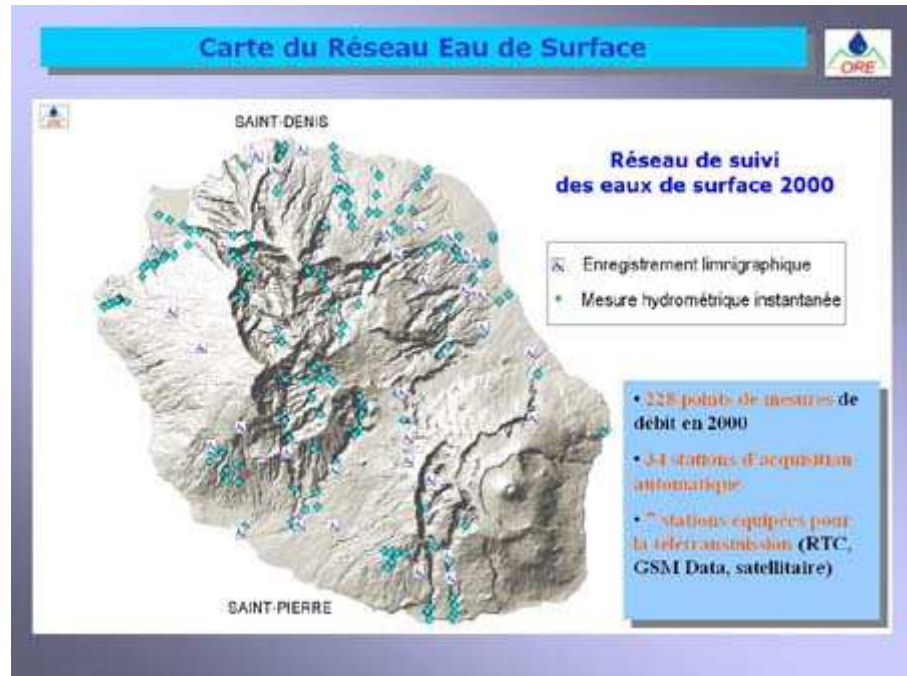 Carte du Réseau Eau de Surface
ORE
SAINT-DENIS
Réseau de suivi
des eaux de surface 2000
Enregistrement limnigraphique
Mesure hydrométrique instantanée
• 228 points de mesures de
débit en 2000
• 34 stations d'acquisition
automatique
• 7 stations équipées pour
la télétransmission (RTC,
GSM Data, satellitaire)
SAINT-PIERRE